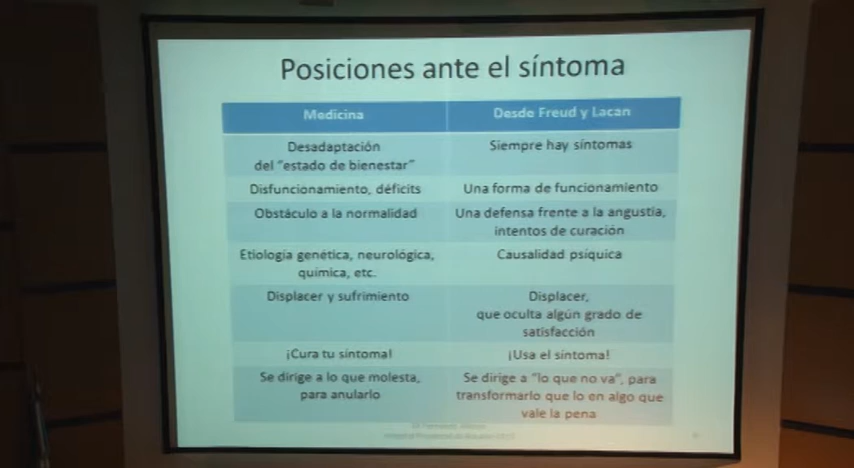 Posiciones ante el síntoma
Medicina
Desde Freud y Lacan
Desadaptación
del "estado de bienestar"
Siempre hay síntomas
Disfuncionamiento, déficits
Una forma de funcionamiento
Obstáculo a la normalidad
Una defensa frente a la angustia,
intentos de curación
Etiología genética, neurológica,
química, etc.
Causalidad psíquica
Displacer y sufrimiento
Displacer,
que oculta algún grado de
satisfacción
¡Cura tu síntoma!
¡Usa el síntoma!
Se dirige a lo que molesta,
para anularlo
Se dirige a "lo que no va", para
transformarlo que lo en algo que
vale la pena